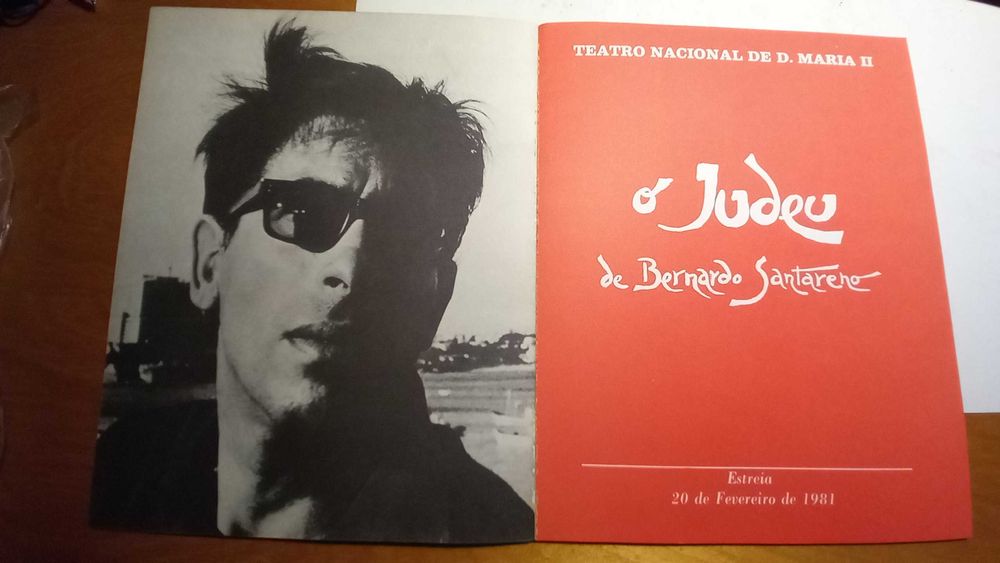 TEATRO NACIONAL DE D. MARIA II
O Judeu
de Bernardo Santareno
Estreia
20 de Fevereiro de 1981